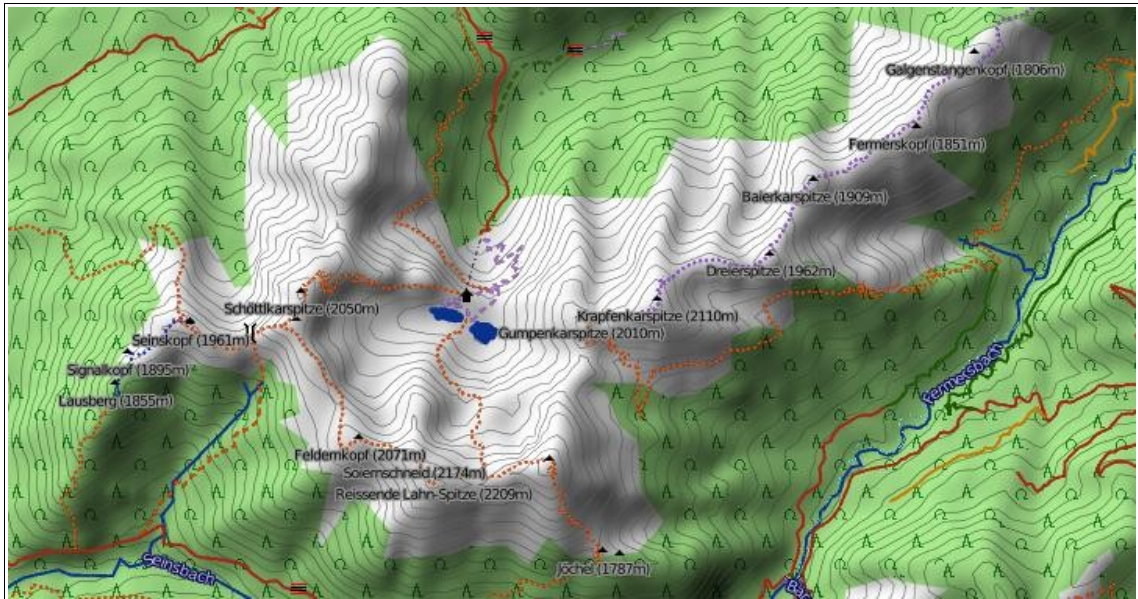 Galgenstangenkopf (1806m)
Fermerskopf (1851m)
Baierkarspitze (1909m)
Dreierspitze (1962m)
Schöttlkarspitze (2050m)
Krapfenkarspitze (2110m)
Gumpenkarspitze (2010m)
Seinskopf (1961m)
Signalkopf (1895m)
Lausberg (1855m)
Fermersbach
Feldernkopf (2071m)
Soiernschneid (2174m)
Reissende Lahn-Spitze (2209m)
Jöchel (1787m)
Seinsbach